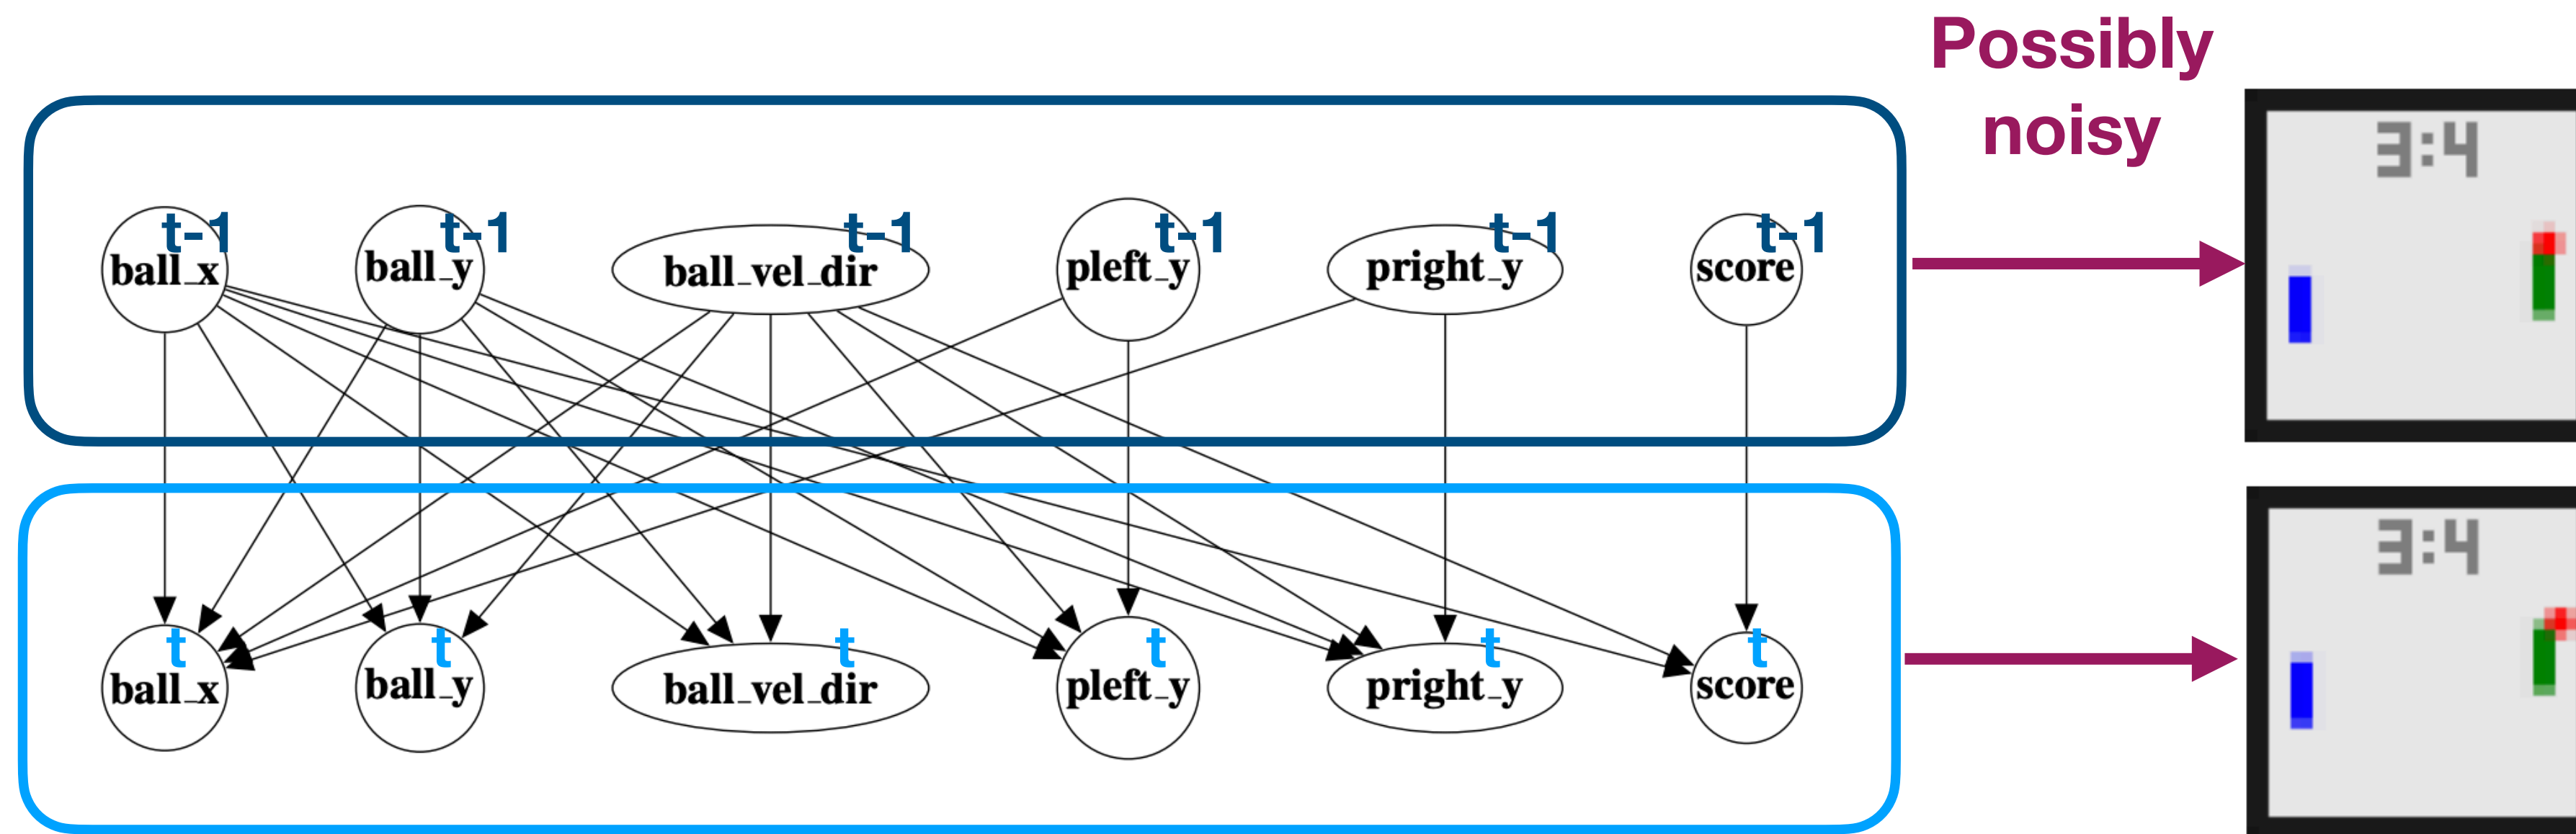 Possibly
noisy
3:4
t-1 t-1 t-1 t-1 t-1 t-1
ball_x ball_y ball_vel_dir pleft_y pright_y score
3:4
t t t t t t
ball_x ball_y ball_vel_dir pleft_y pright_y score